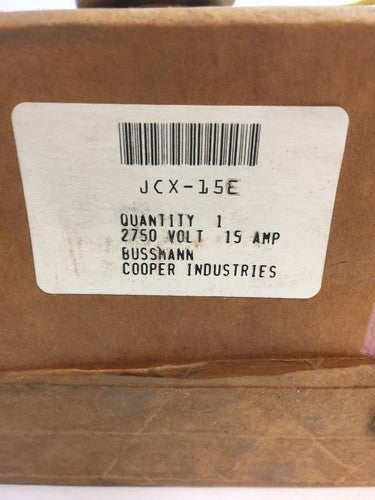 JCX-15E
QUANTITY 1
2750 VOLT 15 AMP
BUSSMANN
COOPER INDUSTRIES